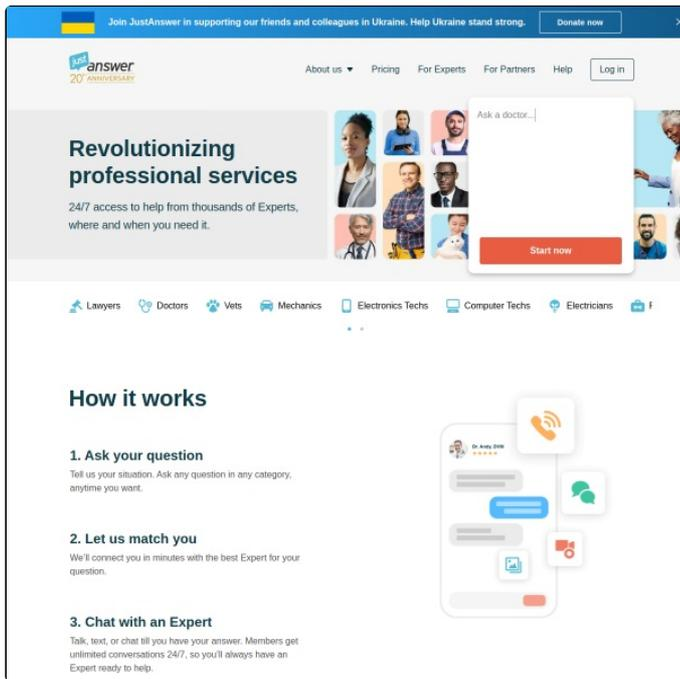 Join JustAnswer in supporting our friends and colleagues in Ukraine. Help Ukraine stand strong.
Donate now
just answer
20TH ANNIVERSARY
About us
Pricing
For Experts
For Partners
Help
Log in
Revolutionizing
professional services
24/7 access to help from thousands of Experts,
where and when you need it.
Ask a doctor...
Start now
Lawyers
Doctors
Vets
Mechanics
Electronics Techs
Computer Techs
Electricians
How it works
1. Ask your question
Tell us your situation. Ask any question in any category,
anytime you want.
2. Let us match you
We'll connect you in minutes with the best Expert for your
question.
3. Chat with an Expert
Talk, text, or chat till you have your answer. Members get
unlimited conversations 24/7, so you'll always have an
Expert ready to help.
Dr. Andy, DVM